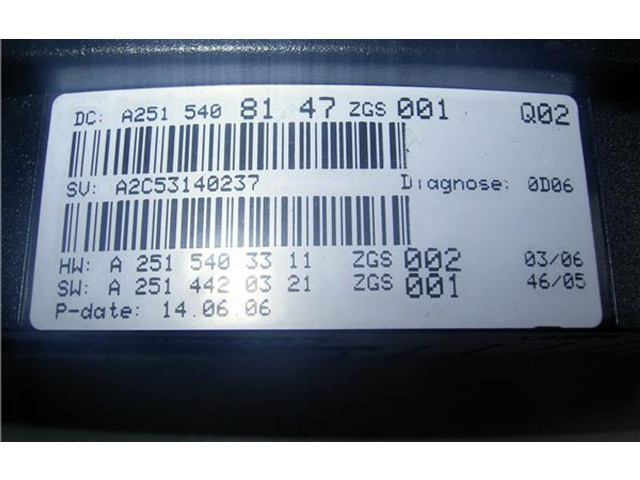 DC: A251 540 81 47 ZGS 001 Q02
SV: A2C53140237 Diagnose: 0D06
HW: A 251 540 33 11 ZGS 002 03/06
SW: A 251 442 03 21 ZGS 001 46/05
P-date: 14.06.06